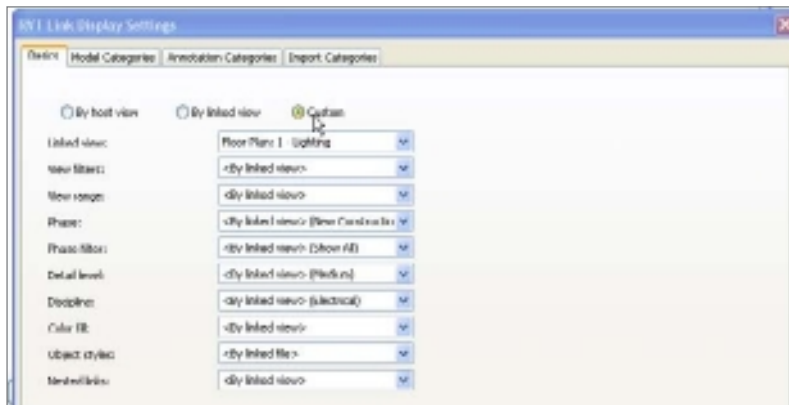 RVT Link Display Settings
Basics Model Categories Annotation Categories Import Categories
By host view By linked view Custom
Linked view: Floor Plan: 1 - Lighting
View filters: <By linked view>
View range: <By linked view>
Phase: <By linked view> (New Constructio
Phase filter: <By linked view> (Show All)
Detail level: <By linked view> (Medium)
Discipline: <By linked view> (Electrical)
Color fill: <By linked view>
Object styles: <By linked file>
Nested links: <By linked view>